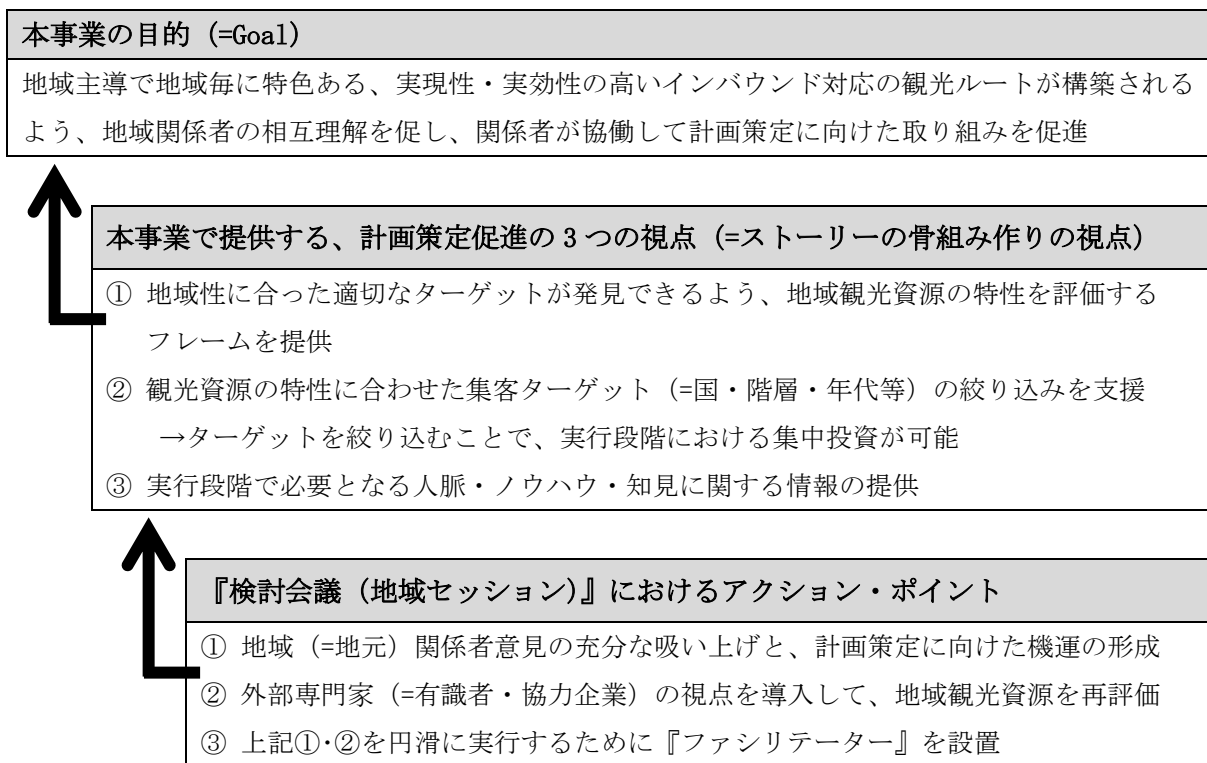 本事業の目的（=Goal）
地域主導で地域毎に特色ある、実現性・実効性の高いインバウンド対応の観光ルートが構築される
よう、地域関係者の相互理解を促し、関係者が協働して計画策定に向けた取り組みを促進
本事業で提供する、計画策定促進の3つの視点（=ストーリーの骨組み作りの視点）
① 地域性に合った適切なターゲットが発見できるよう、地域観光資源の特性を評価する
フレームを提供
② 観光資源の特性に合わせた集客ターゲット（=国・階層・年代等）の絞り込みを支援
→ターゲットを絞り込むことで、実行段階における集中投資が可能
③ 実行段階で必要となる人脈・ノウハウ・知見に関する情報の提供
『検討会議（地域セッション）』におけるアクション・ポイント
① 地域（=地元）関係者意見の充分な吸い上げと、計画策定に向けた機運の形成
② 外部専門家（=有識者・協力企業）の視点を導入して、地域観光資源を再評価
③ 上記①・②を円滑に実行するために『ファシリテーター』を設置